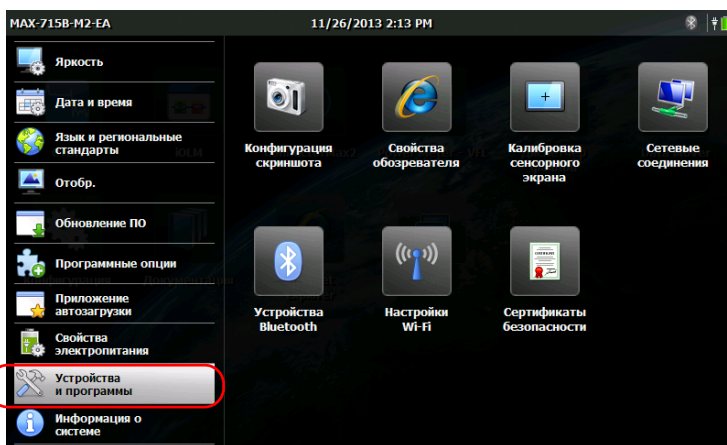 MAX-715B-M2-EA
11/26/2013 2:13 PM
Яркость
Дата и время
Язык и региональные
стандарты
Отобр.
Обновление ПО
Программные опции
Приложение
автозагрузки
Свойства
электропитания
Устройства
и программы
Информация о
системе
Конфигурация
скриншота
Свойства
обозревателя
Калибровка
сенсорного
экрана
Сетевые
соединения
Устройства
Bluetooth
Настройки
Wi-Fi
Сертификаты
безопасности